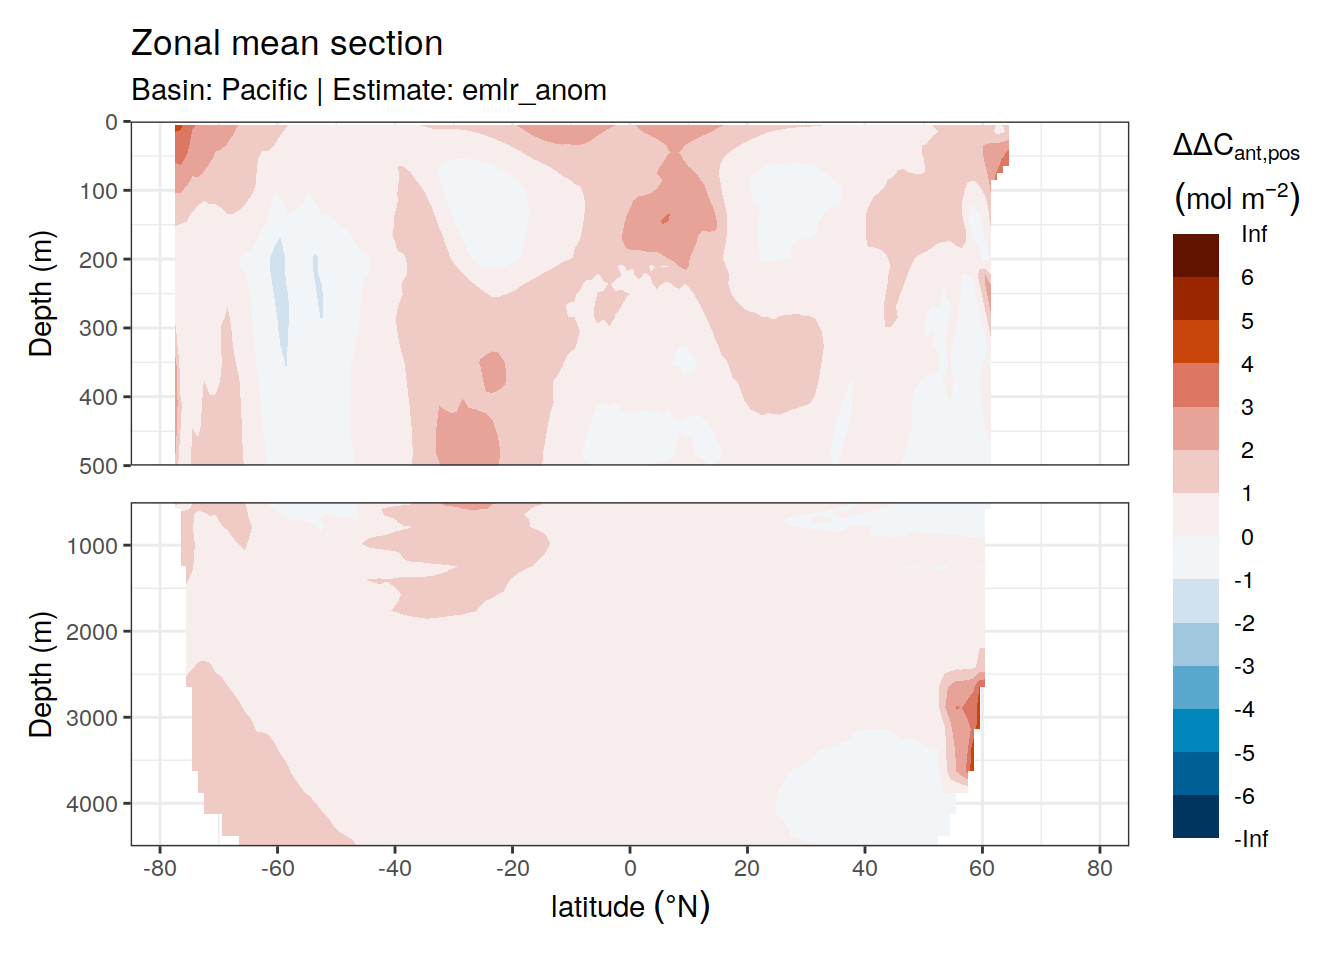 Zonal mean section
Basin: Pacific | Estimate: emlr_anom
0
100
200
300
400
500
Depth (m)
1000
2000
3000
4000
Depth (m)
-80 -60 -40 -20 0 20 40 60 80
latitude (°N)
ΔΔC_ant,pos
(mol m⁻²)
Inf
6
5
4
3
2
1
0
-1
-2
-3
-4
-5
-6
-Inf